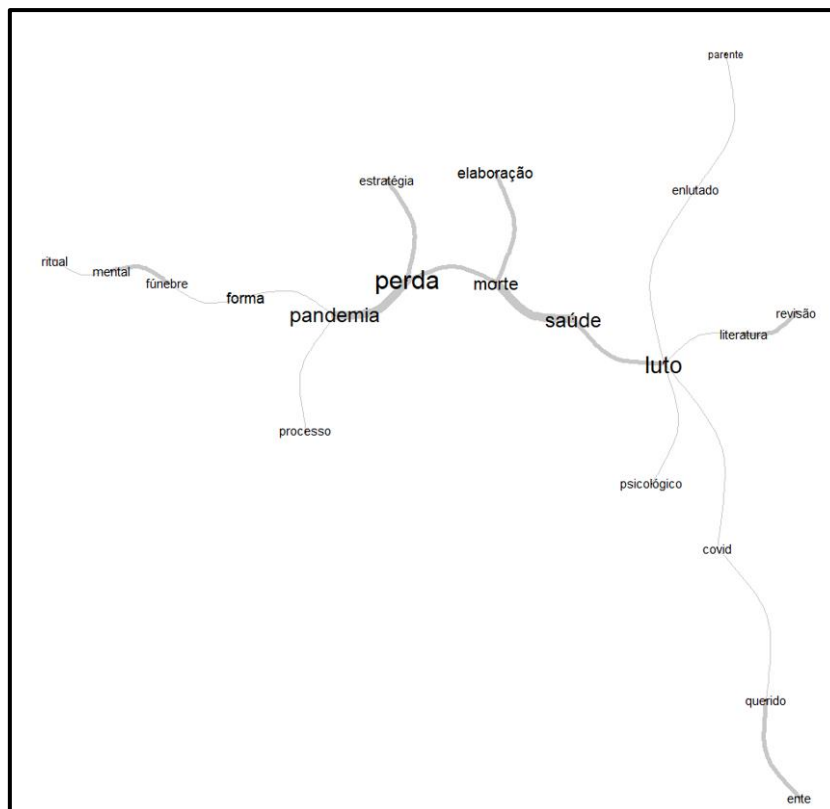 parente
elaboração
estratégia
enlutado
ritual
mental
fúnebre
perda
morte
forma
pandemia
saúde
revisão
literatura
luto
processo
psicológico
covid
querido
ente